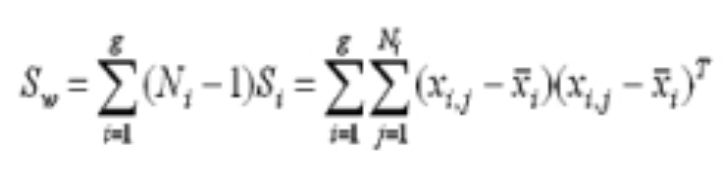 S_w = \sum_{i=1}^{g} (N_i - 1) S_i = \sum_{i=1}^{g} \sum_{j=1}^{N_i} (x_{i,j} - \bar{x}_i)(x_{i,j} - \bar{x}_i)^T